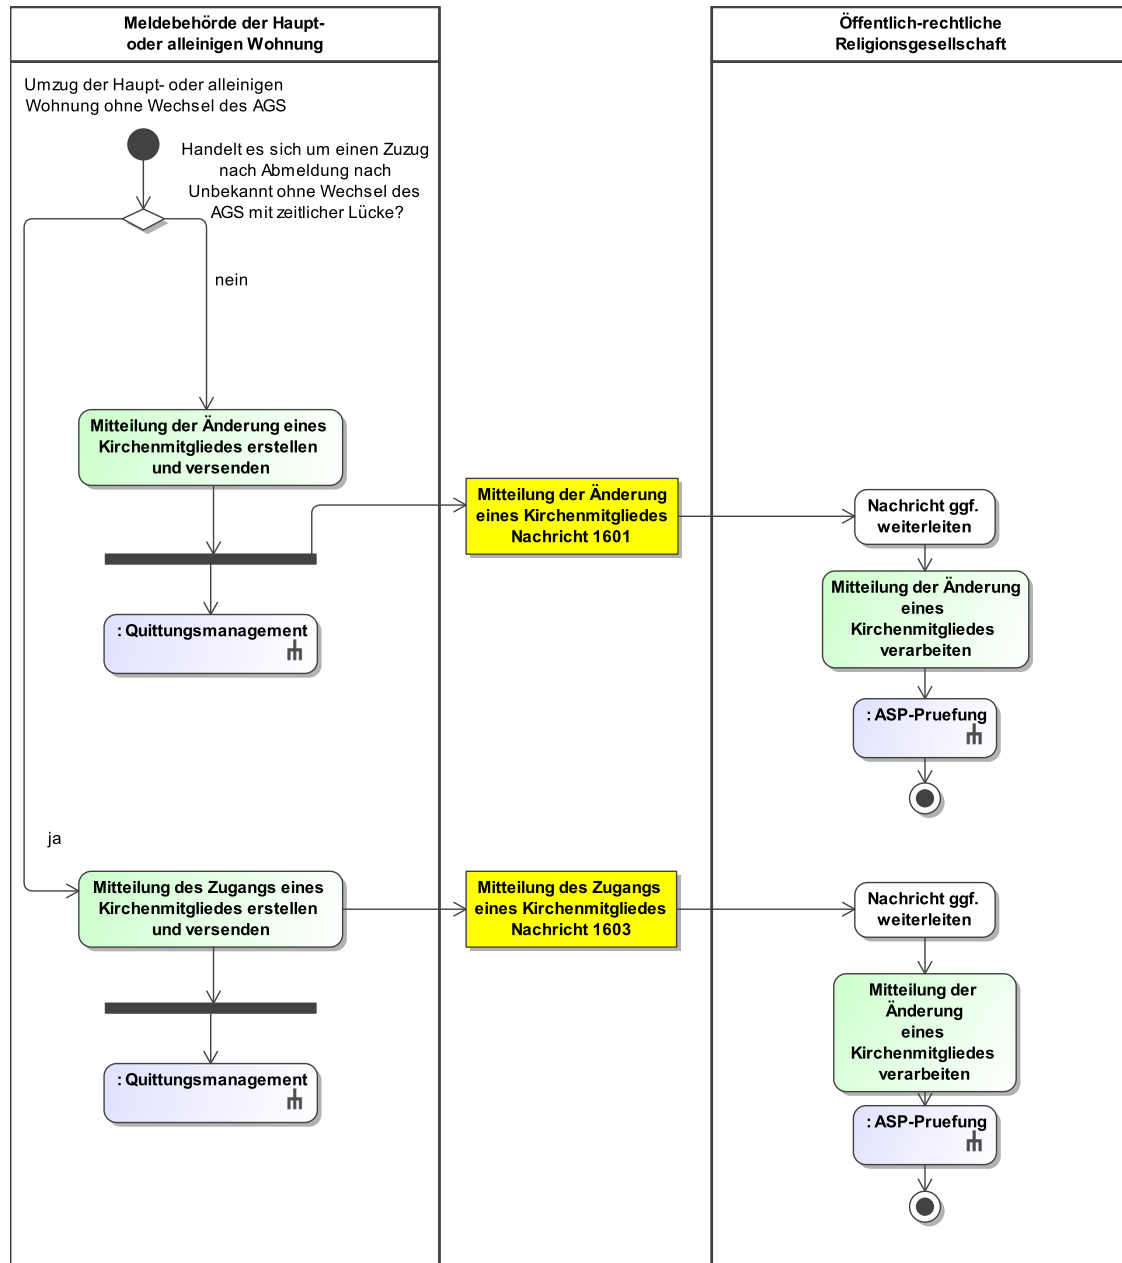 Meldebehörde der Haupt-
oder alleinigen Wohnung
Öffentlich-rechtliche
Religionsgesellschaft
Umzug der Haupt- oder alleinigen
Wohnung ohne Wechsel des AGS
Handelt es sich um einen Zuzug
nach Abmeldung nach
Unbekannt ohne Wechsel des
AGS mit zeitlicher Lücke?
nein
Mitteilung der Änderung eines
Kirchenmitgliedes erstellen
und versenden
Mitteilung der Änderung
eines Kirchenmitgliedes
Nachricht 1601
Nachricht ggf.
weiterleiten
Mitteilung der Änderung
eines
Kirchenmitgliedes
verarbeiten
: Quittungsmanagement
: ASP-Pruefung
ja
Mitteilung des Zugangs eines
Kirchenmitgliedes erstellen
und versenden
Mitteilung des Zugangs
eines Kirchenmitgliedes
Nachricht 1603
Nachricht ggf.
weiterleiten
Mitteilung der
Änderung
eines
Kirchenmitgliedes
verarbeiten
: Quittungsmanagement
: ASP-Pruefung